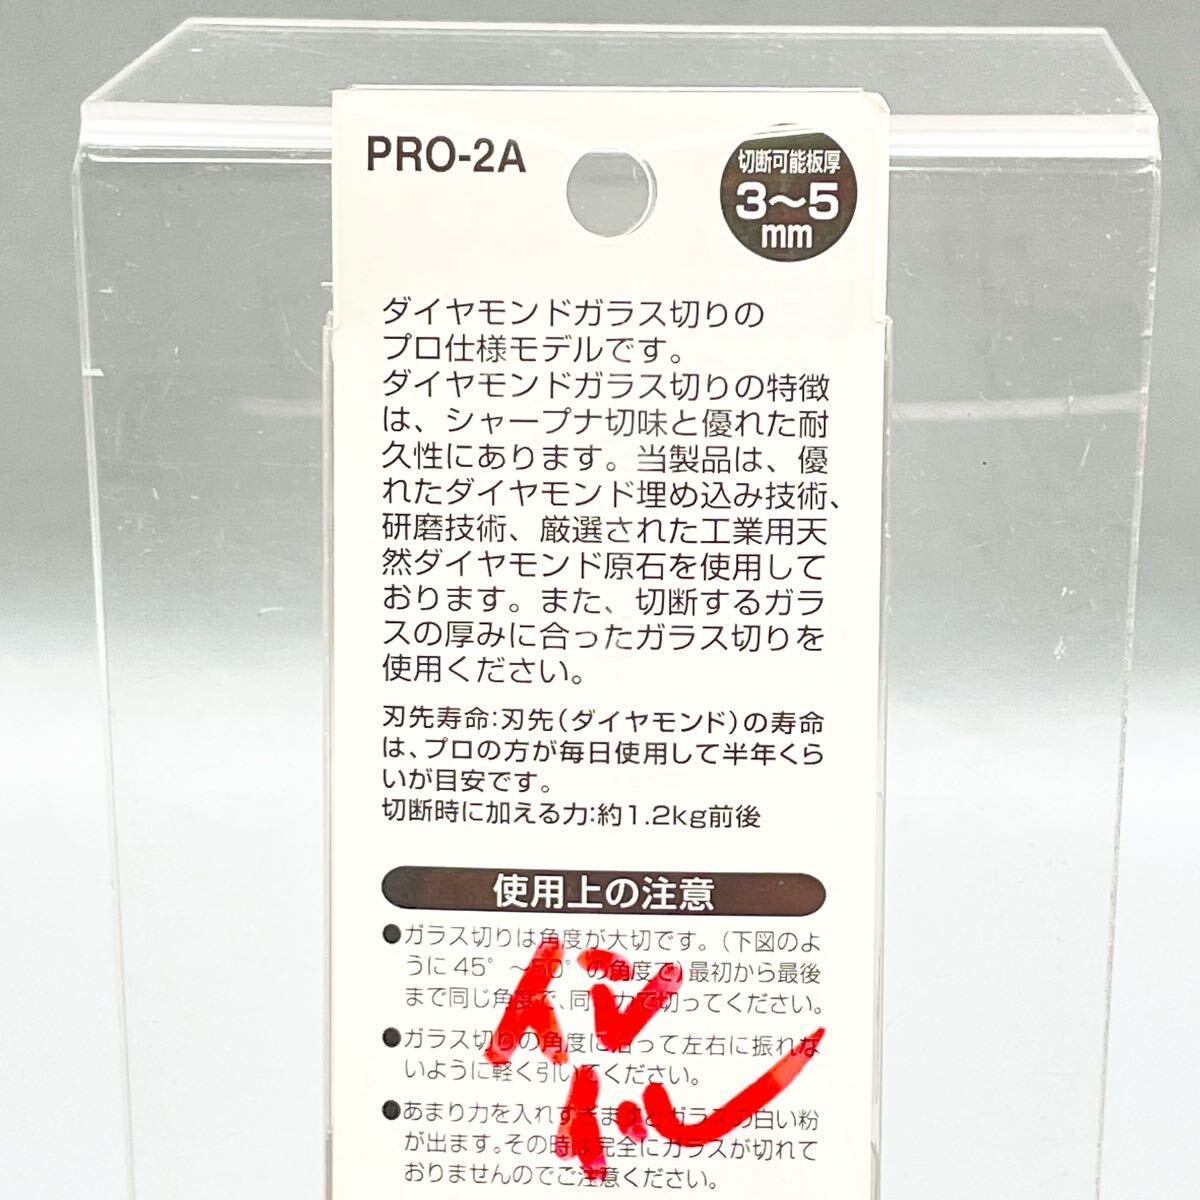 PRO-2A
切断可能板厚
3〜5
mm
ダイヤモンドガラス切りの
プロ仕様モデルです。
ダイヤモンドガラス切りの特徴
は、シャープナ切味と優れた耐
久性にあります。当製品は、優
れたダイヤモンド埋め込み技術、
研磨技術、厳選された工業用天
然ダイヤモンド原石を使用して
おります。また、切断するガラ
スの厚みに合ったガラス切りを
使用ください。
刃先寿命:刃先(ダイヤモンド)の寿命
は、プロの方が毎日使用して半年くら
いが目安です。
切断時に加える力:約1.2kg前後
使用上の注意
●ガラス切りは角度が大切です。(下図のよ
うに45°〜50°の角度で)最初から最後
まで同じ角度で、同じ力で切ってください。
●ガラス切りの角度に沿って左右に振れな
いように軽く引いてください。
●あまり力を入れすぎますとガラスの白い粉
が出ます。その時は完全にガラスが切れて
おりませんのでご注意ください。